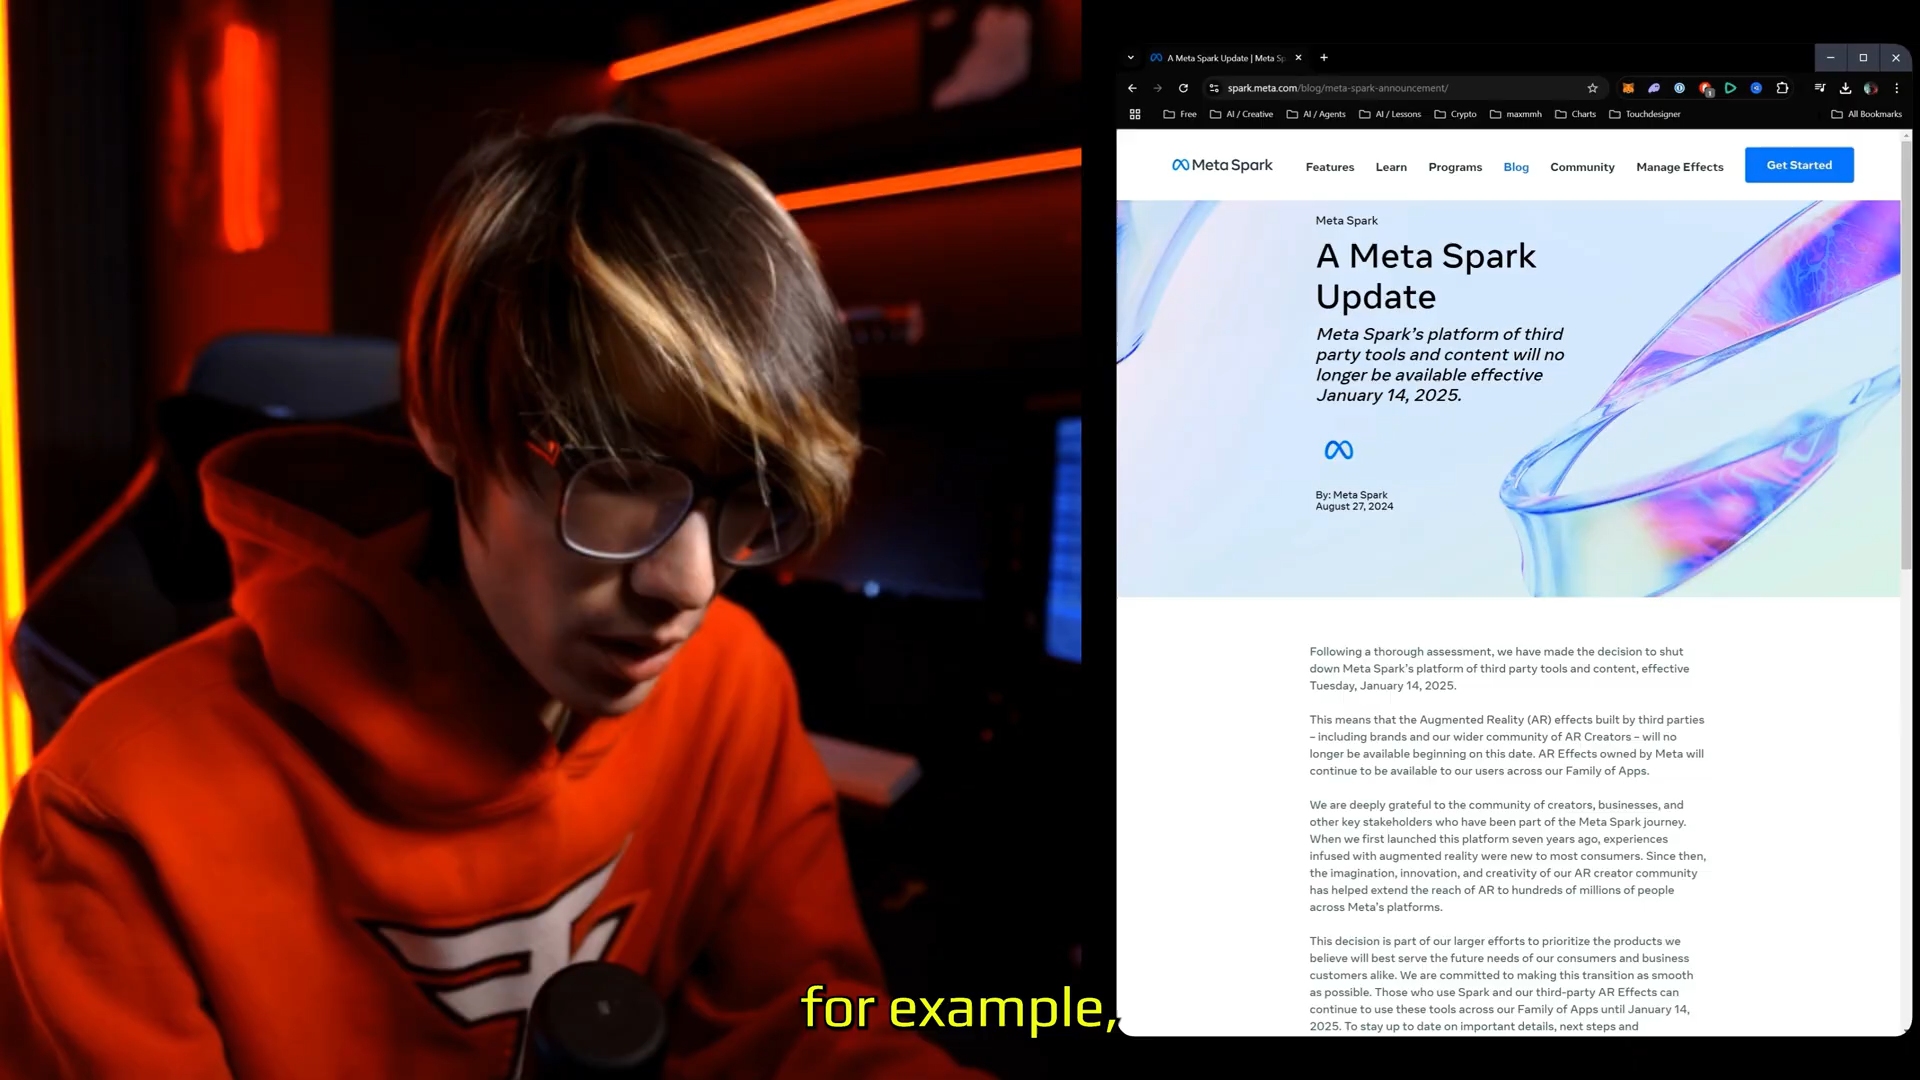 A Meta Spark Update | Meta Sp
spark.meta.com/blog/meta-spark-announcement/
Free
AI / Creative
AI / Agents
AI / Lessons
Crypto
maxmmh
Charts
Touchdesigner
All Bookmarks
Meta Spark
Features
Learn
Programs
Blog
Community
Manage Effects
Get Started
Meta Spark
A Meta Spark
Update
Meta Spark's platform of third
party tools and content will no
longer be available effective
January 14, 2025.
By: Meta Spark
August 27, 2024
Following a thorough assessment, we have made the decision to shut
down Meta Spark's platform of third party tools and content, effective
Tuesday, January 14, 2025.
This means that the Augmented Reality (AR) effects built by third parties
– including brands and our wider community of AR Creators – will no
longer be available beginning on this date. AR Effects owned by Meta will
continue to be available to our users across our Family of Apps.
We are deeply grateful to the community of creators, businesses, and
other key stakeholders who have been part of the Meta Spark journey.
When we first launched this platform seven years ago, experiences
infused with augmented reality were new to most consumers. Since then,
the imagination, innovation, and creativity of our AR creator community
has helped extend the reach of AR to hundreds of millions of people
across Meta's platforms.
This decision is part of our larger efforts to prioritize the products we
believe will best serve the future needs of our consumers and business
customers alike. We are committed to making this transition as smooth
as possible. Those who use Spark and our third-party AR Effects can
continue to use these tools across our Family of Apps until January 14,
2025. To stay up to date on important details, next steps and
for example,